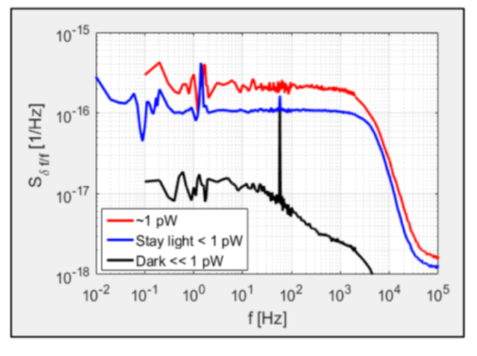 10^-15
10^-16
10^-17
10^-18
S_δ f/f [1/Hz]
~1 pW
Stay light < 1 pW
Dark << 1 pW
10^-2 10^-1 10^0 10^1 10^2 10^3 10^4 10^5
f [Hz]